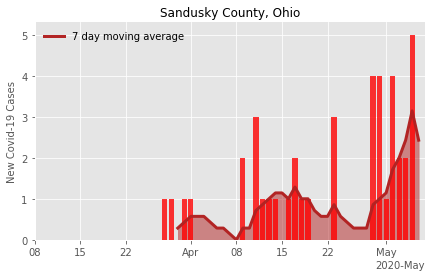 Sandusky County, Ohio
7 day moving average
New Covid-19 Cases
5
4
3
2
1
0
08 15 22 Apr 08 15 22 May
2020-May